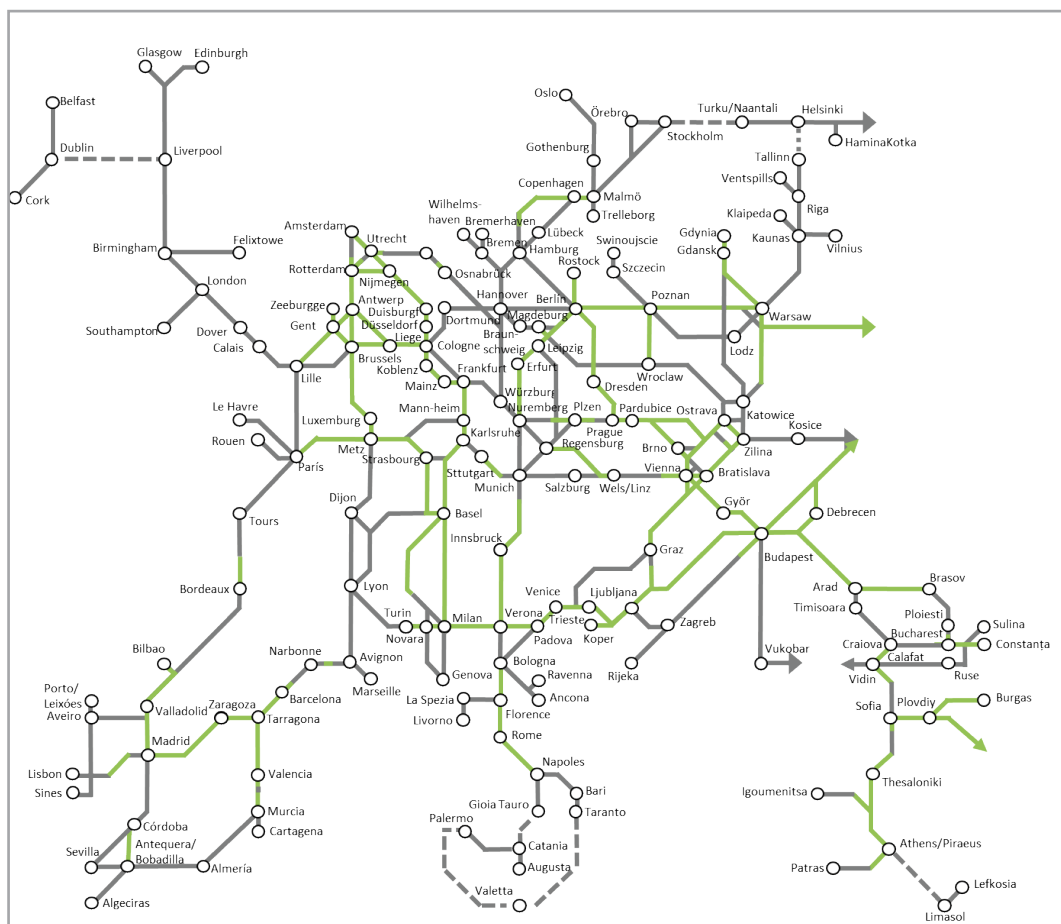 Glasgow
Edinburgh
Belfast
Oslo
Örebro
Turku/Naantali
Helsinki
Stockholm
HaminaKotka
Dublin
Liverpool
Gothenburg
Tallinn
Ventspills
Cork
Copenhagen
Malmö
Riga
Wilhelms-
haven
Bremerhaven
Trelleborg
Klaipeda
Amsterdam
Utrecht
Bremen
Lübeck
Swinoujscie
Gdynia
Kaunas
Vilnius
Birmingham
Felixtowe
Hamburg
Gdansk
Rotterdam
Nijmegen
Osnabrück
Rostock
Szczecin
London
Zeeburgge
Antwerp
Duisburgf
Hannover
Berlin
Poznan
Warsaw
Southampton
Dover
Gent
Düsseldorf
Dortmund
Magdeburg
Braun-
schweig
Liege
Leipzig
Lodz
Calais
Brussels
Cologne
Lille
Koblenz
Frankfurt
Erfurt
Wroclaw
Mainz
Dresden
Le Havre
Luxemburg
Mann-heim
Würzburg
Nuremberg
Plzen
Pardubice
Ostrava
Katowice
Kosice
Rouen
Karlsruhe
Prague
Zilina
París
Metz
Strasbourg
Sttutgart
Regensburg
Brno
Vienna
Bratislava
Munich
Salzburg
Wels/Linz
Tours
Dijon
Basel
Györ
Debrecen
Innsbruck
Graz
Budapest
Bordeaux
Lyon
Venice
Ljubljana
Arad
Brasov
Turin
Trieste
Timisoara
Ploiesti
Novara
Milan
Verona
Padova
Koper
Zagreb
Craiova
Bucharest
Sulina
Constanța
Bilbao
Narbonne
Avignon
Bologna
Calafat
Rijeka
Vukobar
Vidin
Ruse
Marseille
Genova
Ravenna
Porto/
Leixóes
Aveiro
Valladolid
Zaragoza
Barcelona
Tarragona
La Spezia
Ancona
Livorno
Florence
Sofia
Plovdiy
Burgas
Madrid
Rome
Lisbon
Sines
Valencia
Napoles
Thesaloniki
Gioia Tauro
Bari
Igoumenitsa
Murcia
Taranto
Córdoba
Cartagena
Palermo
Antequera/
Bobadilla
Catania
Athens/Piraeus
Sevilla
Almería
Augusta
Patras
Valetta
Lefkosia
Algeciras
Limasol